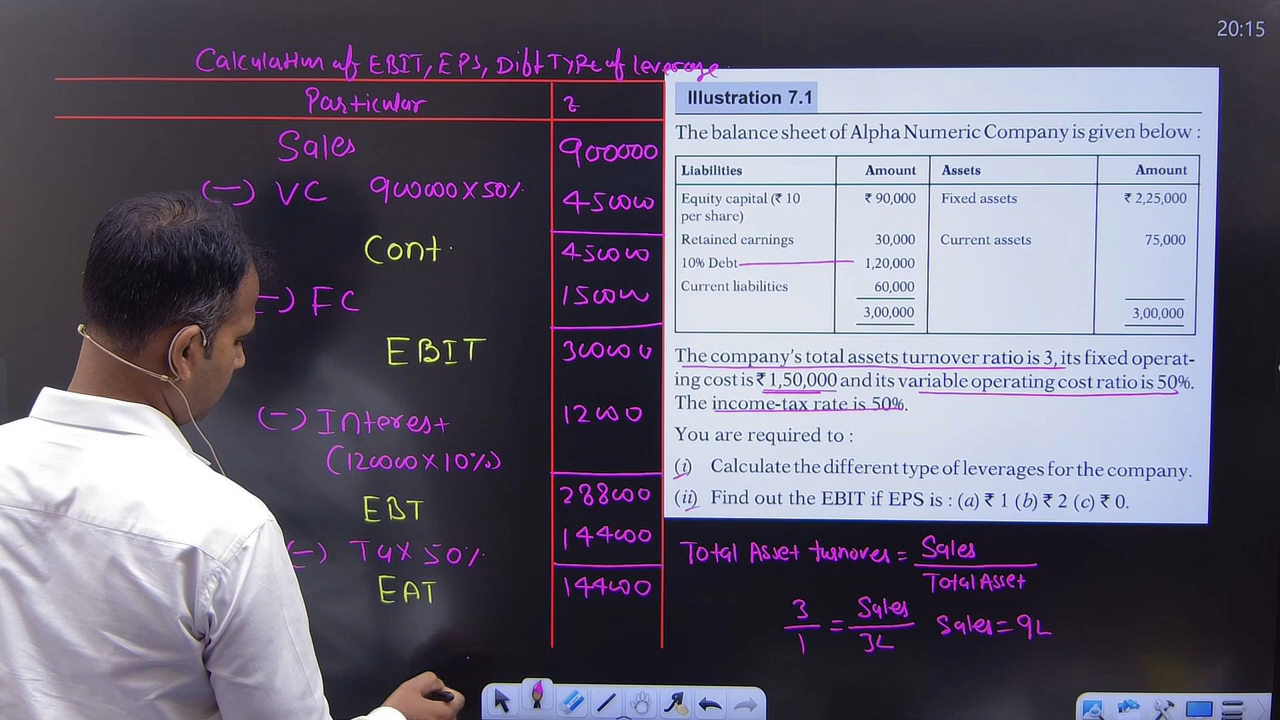 20:15
Calculation of EBIT, EPS, Difft Type of leverage.
Particular ₹
Sales 900000
(-) VC 900000x50% 450000
Cont. 450000
-) FC 150000
EBIT 300000
(-) Interest 12000
(120000x10%)
EBT 288000
-) Tax 50% 144000
EAT 144000
Illustration 7.1
The balance sheet of Alpha Numeric Company is given below :
Liabilities Amount Assets Amount
Equity capital (₹ 10 ₹ 90,000 Fixed assets ₹ 2,25,000
per share)
Retained earnings 30,000 Current assets 75,000
10% Debt 1,20,000
Current liabilities 60,000
3,00,000 3,00,000
The company's total assets turnover ratio is 3, its fixed operat-
ing cost is ₹ 1,50,000 and its variable operating cost ratio is 50%.
The income-tax rate is 50%.
You are required to :
(i) Calculate the different type of leverages for the company.
(ii) Find out the EBIT if EPS is : (a) ₹ 1 (b) ₹ 2 (c) ₹ 0.
Total Asset turnover = Sales
Total Asset
3 = Sales Sales = 9L
1 3L